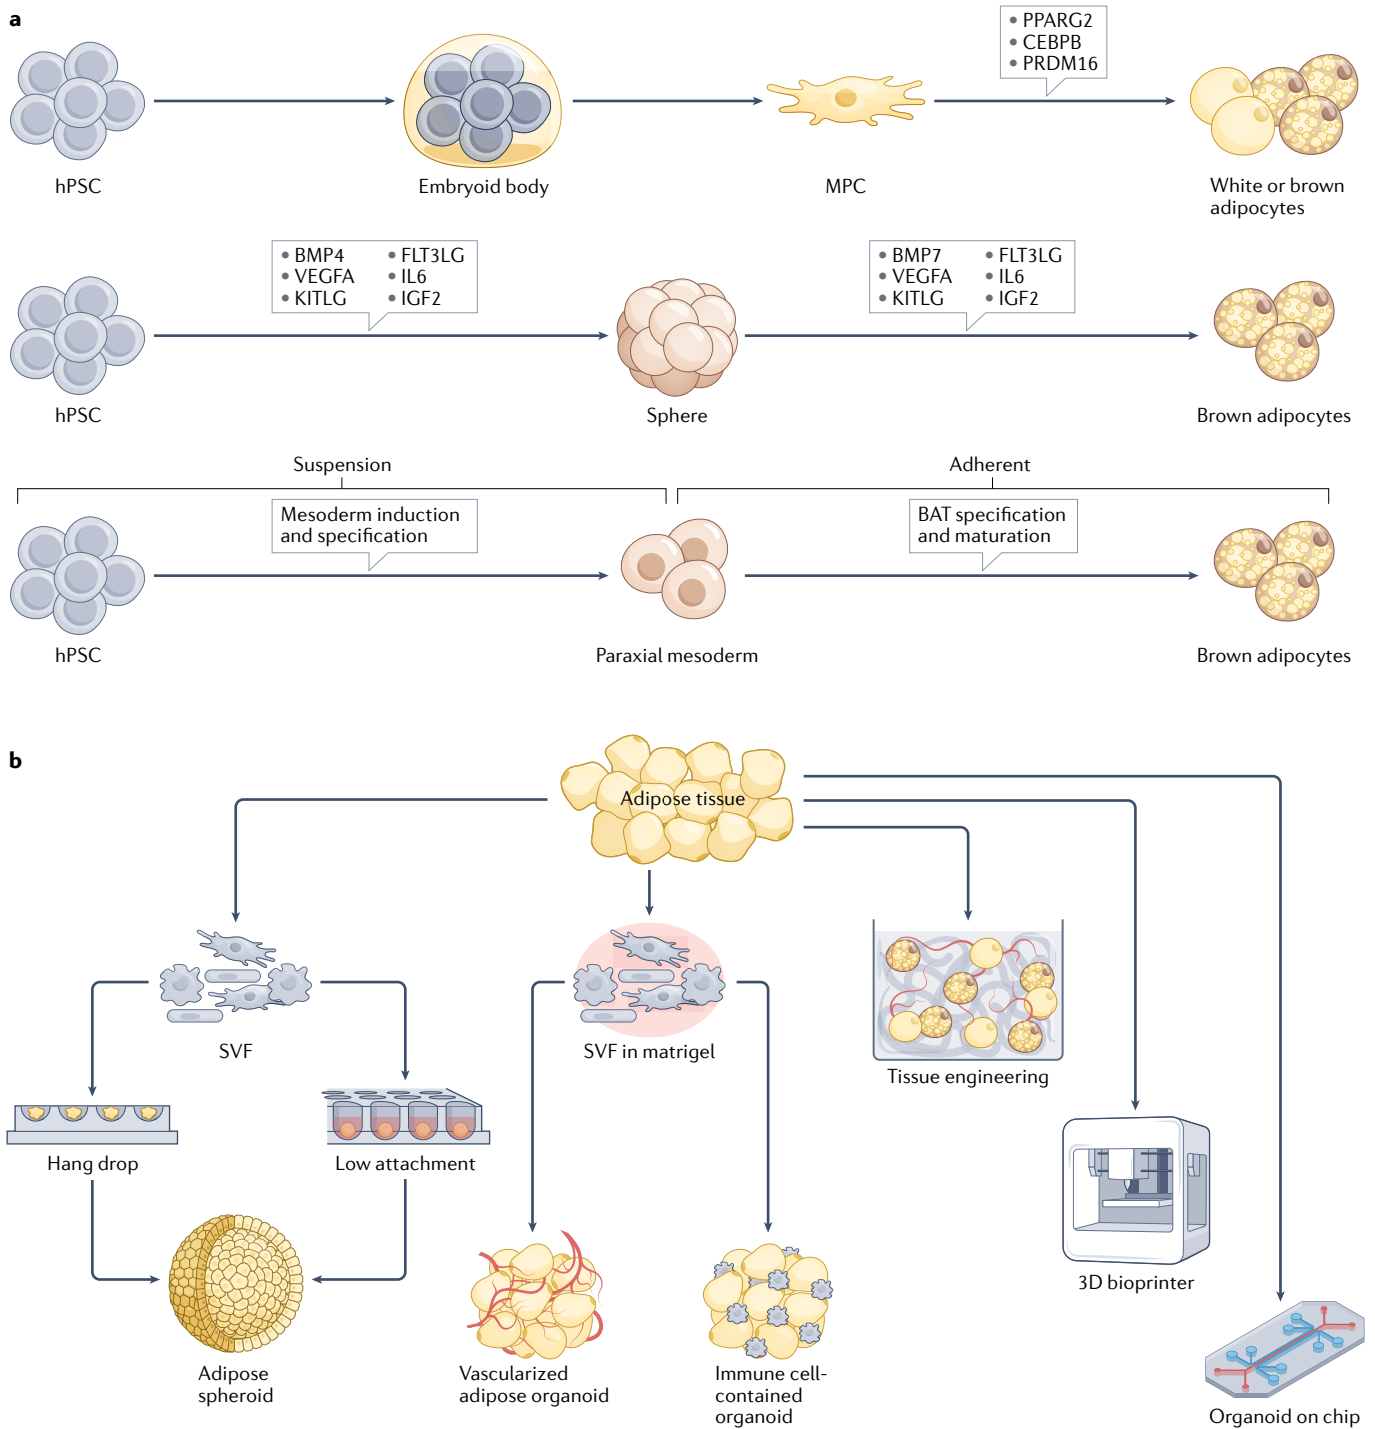 a
• PPARG2
• CEBPB
• PRDM16
hPSC
Embryoid body
MPC
White or brown
adipocytes
• BMP4 • FLT3LG
• VEGFA • IL6
• KITLG • IGF2
• BMP7 • FLT3LG
• VEGFA • IL6
• KITLG • IGF2
hPSC
Sphere
Brown adipocytes
Suspension
Adherent
Mesoderm induction
and specification
BAT specification
and maturation
hPSC
Paraxial mesoderm
Brown adipocytes
b
Adipose tissue
SVF
SVF in matrigel
Tissue engineering
Hang drop
Low attachment
3D bioprinter
Adipose
spheroid
Vascularized
adipose organoid
Immune cell-
contained
organoid
Organoid on chip